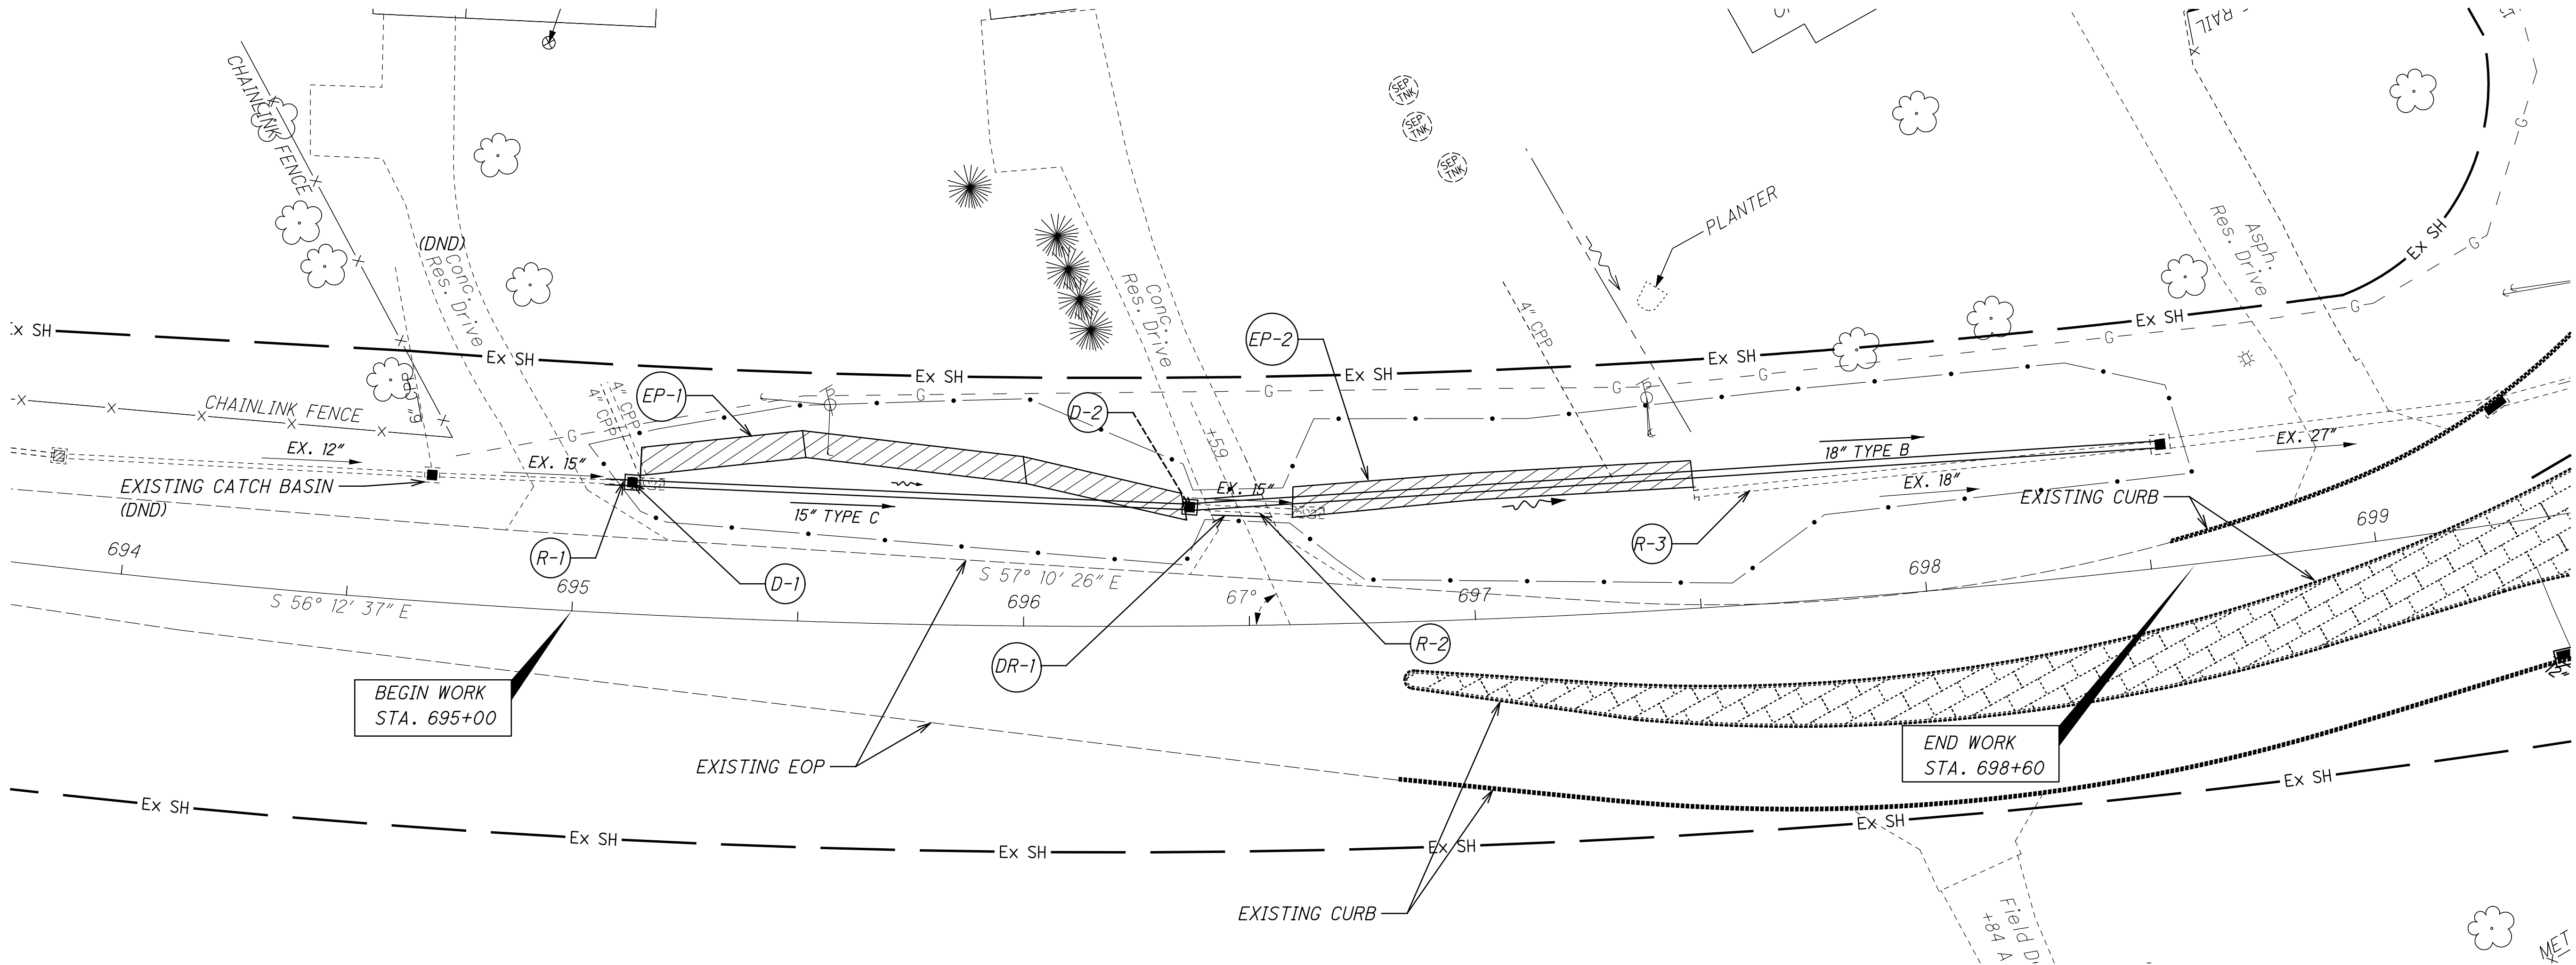 RAIL
15
CHAINLINK FENCE
SEP
TNK
SEP
TNK
SEP
TNK
PLANTER
(DND)
Conc.
Res. Drive
Conc.
Res. Drive
Asph.
Res. Drive
Ex SH
G
G
Ex SH
Ex SH
Ex SH
Ex SH
Ex SH
Ex SH
G
G
G
G
G
G
4" CPP
EP-2
EP-1
D-2
4" CPP
4" CPP
6" CPP
CHAINLINK FENCE
G
+59
EX. 12"
EX. 15"
EX. 15"
18" TYPE B
EX. 18"
EX. 27"
EXISTING CATCH BASIN
(DND)
15" TYPE C
EXISTING CURB
694
R-1
D-1
695
S 57° 10' 26" E
S 56° 12' 37" E
696
67°
R-3
697
698
699
DR-1
R-2
BEGIN WORK
STA. 695+00
EXISTING EOP
END WORK
STA. 698+60
12"
Ex SH
Ex SH
Ex SH
Ex SH
Ex SH
Ex SH
EXISTING CURB
Field D
+84 A
MET